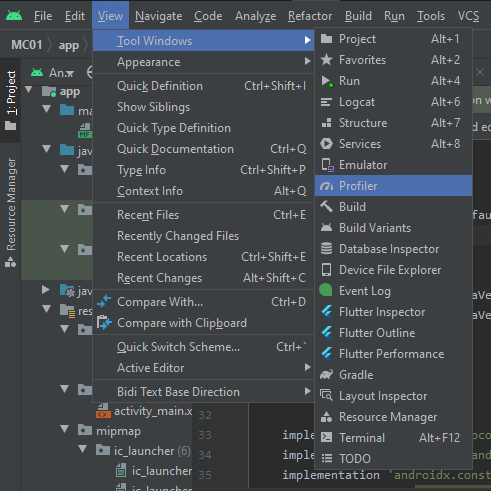 File Edit View Navigate Code Analyze Refactor Build Run Tools VCS
MC01 app
1: Project
Resource Manager
An..
app
ma
jav
jav
res
activity_main.x
mipmap
ic_launcher (6)
ic_launcher
ic_launcher
Tool Windows
Appearance
Quick Definition Ctrl+Shift+I
Show Siblings
Quick Type Definition
Quick Documentation Ctrl+Q
Type Info Ctrl+Shift+P
Context Info Alt+Q
Recent Files Ctrl+E
Recently Changed Files
Recent Locations Ctrl+Shift+E
Recent Changes Alt+Shift+C
Compare With... Ctrl+D
Compare with Clipboard
Quick Switch Scheme... Ctrl+`
Active Editor
Bidi Text Base Direction
Project Alt+1
Favorites Alt+2
Run Alt+4
Logcat Alt+6
Structure Alt+7
Services Alt+8
Emulator
Profiler
Build
Build Variants
Database Inspector
Device File Explorer
Event Log
Flutter Inspector
Flutter Outline
Flutter Performance
Gradle
Layout Inspector
Resource Manager
Terminal Alt+F12
TODO
on w
d ed
faul
aVe
aVe
32
33 implem oco
34 implem and
35 implementation 'androidx.const